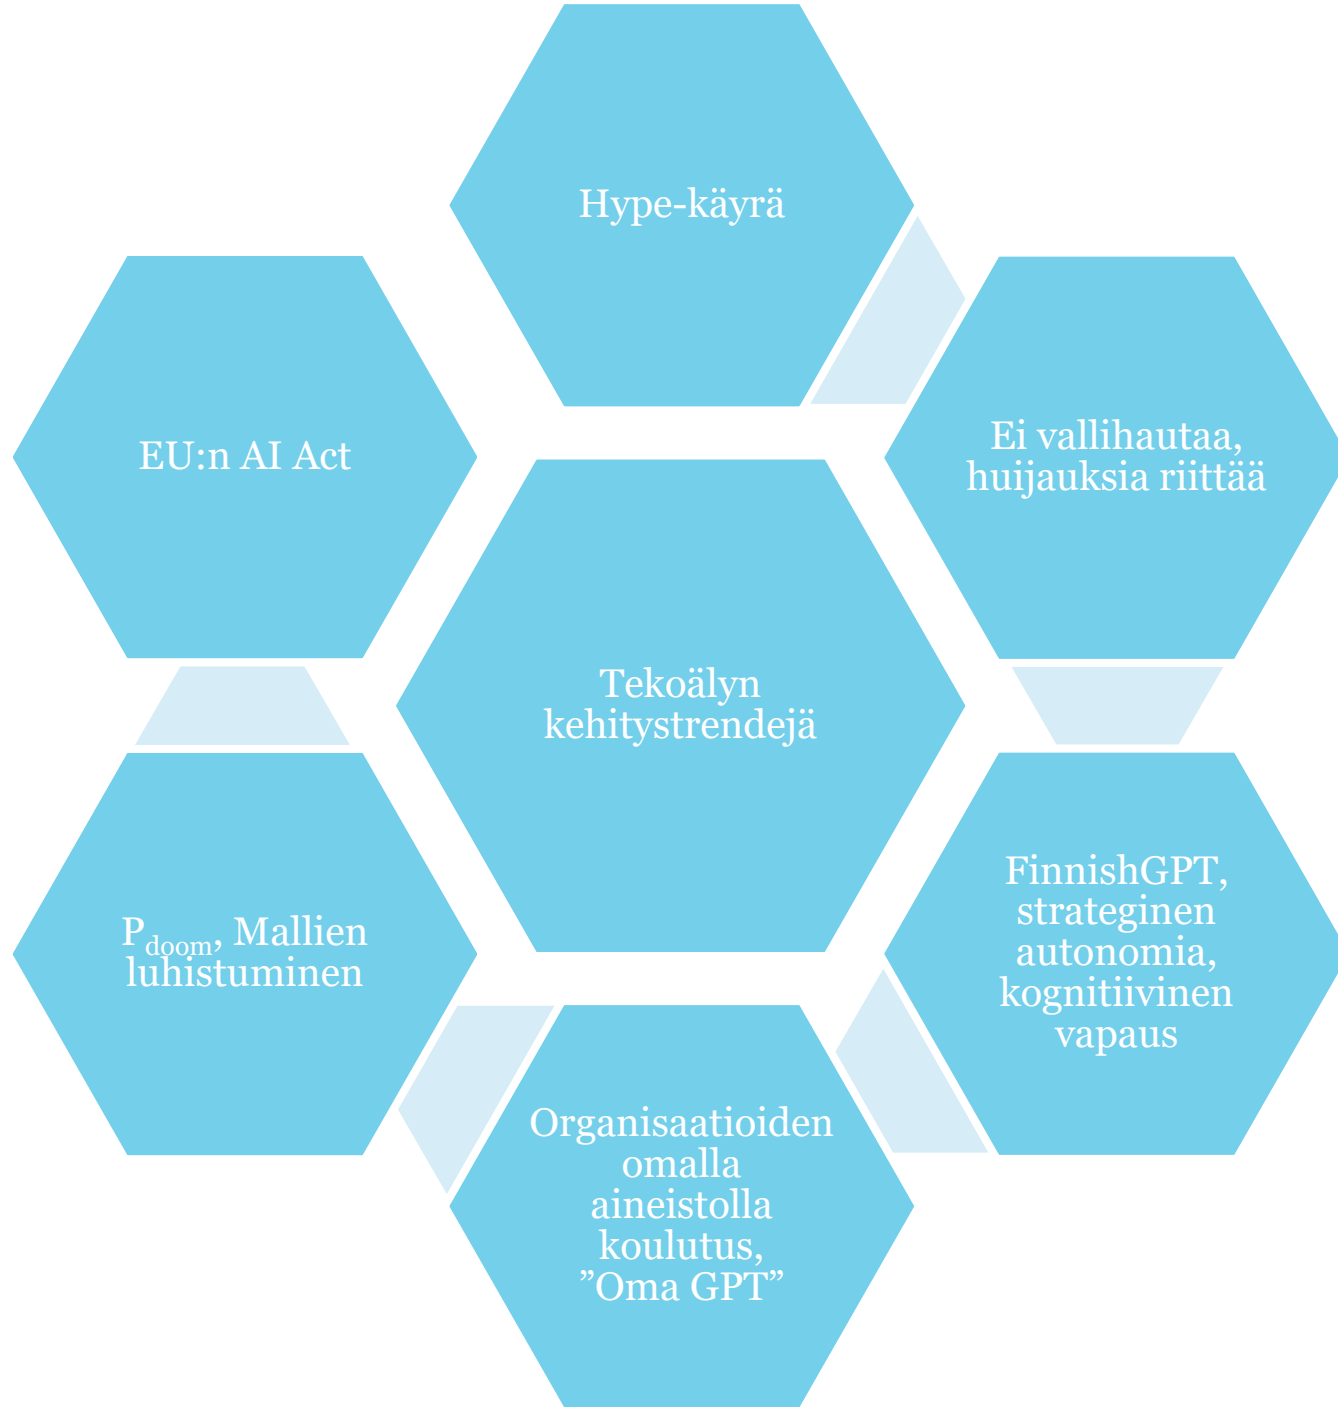 Hype-käyrä
Ei vallihautaa,
huijauksia riittää
FinnishGPT,
strateginen
autonomia,
kognitiivinen
vapaus
Organisaatioiden
omalla
aineistolla
koulutus,
”Oma GPT”
Pdoom, Mallien
luhistuminen
EU:n AI Act
Tekoälyn
kehitystrendejä